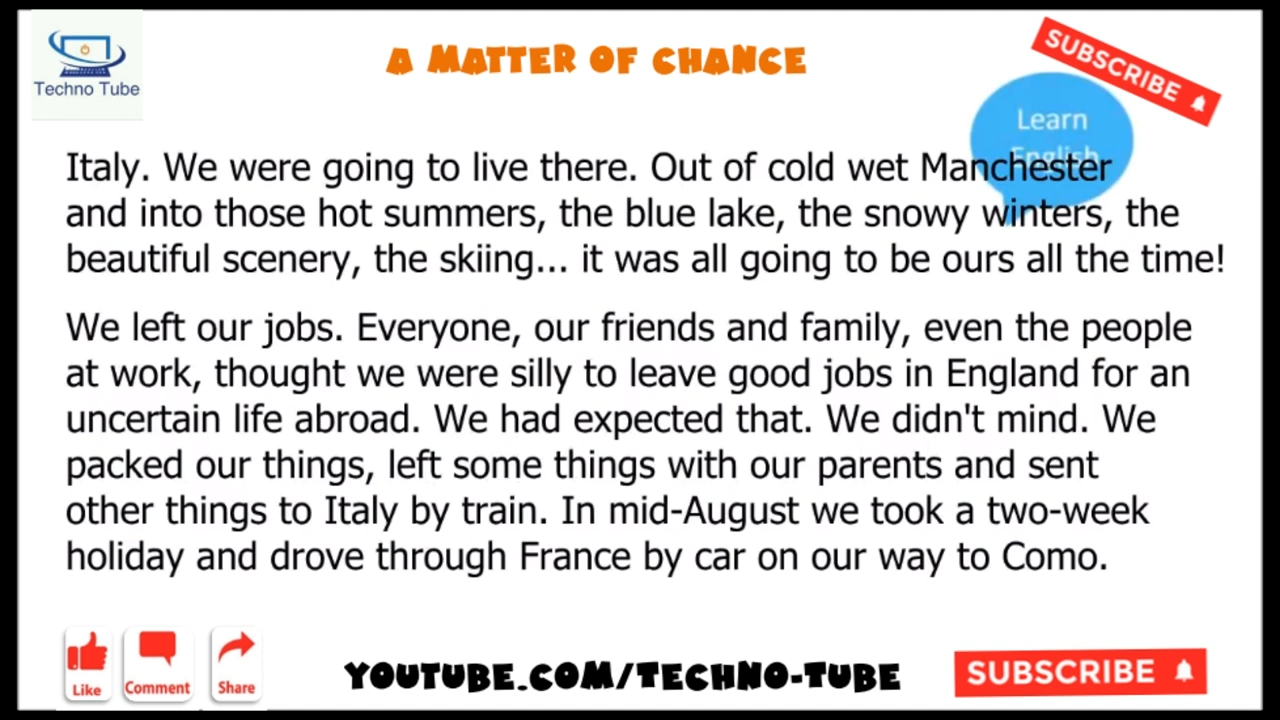 A MATTER OF CHANCE
SUBSCRIBE
Techno Tube
Learn
English
Italy. We were going to live there. Out of cold wet Manchester
and into those hot summers, the blue lake, the snowy winters, the
beautiful scenery, the skiing... it was all going to be ours all the time!
We left our jobs. Everyone, our friends and family, even the people
at work, thought we were silly to leave good jobs in England for an
uncertain life abroad. We had expected that. We didn't mind. We
packed our things, left some things with our parents and sent
other things to Italy by train. In mid-August we took a two-week
holiday and drove through France by car on our way to Como.
Like
Comment
Share
YOUTUBE.COM/TECHNO-TUBE
SUBSCRIBE